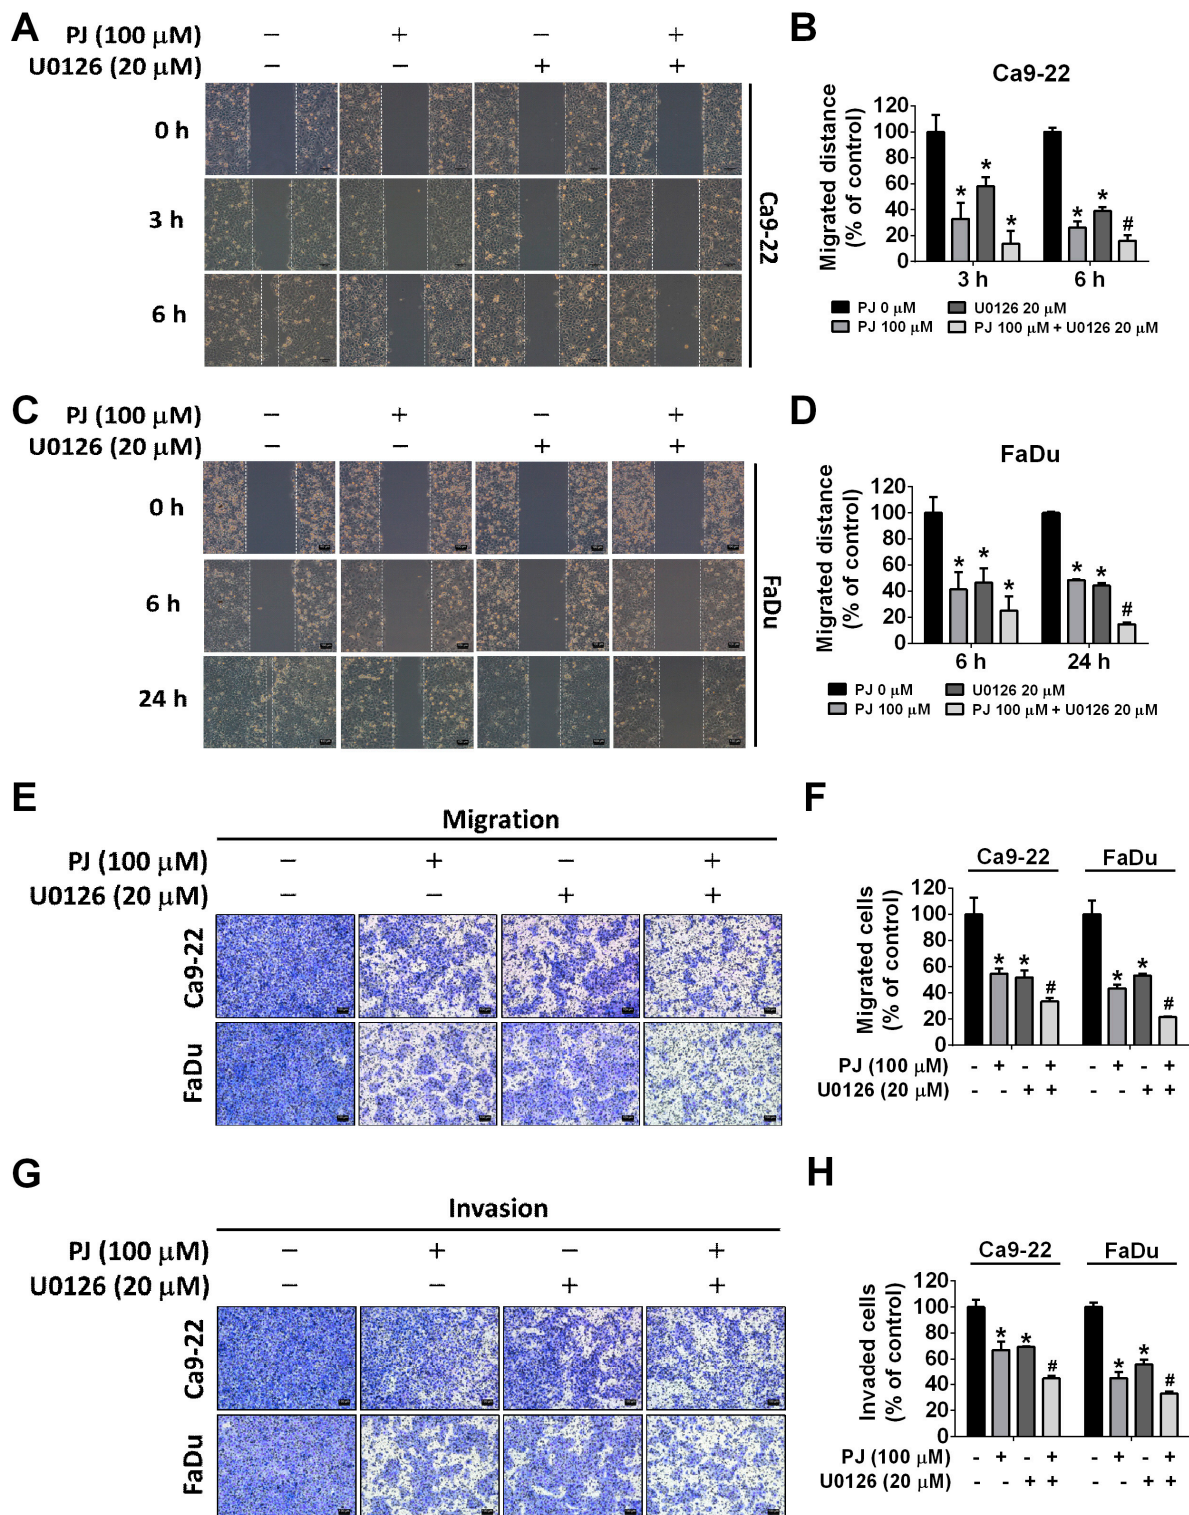 A
PJ (100 μM) − + − +
U0126 (20 μM) − − + +
0 h
3 h
6 h
Ca9-22
B
Ca9-22
Migrated distance
(% of control)
120
100
80
60
40
20
0
* * *
* * #
3 h 6 h
PJ 0 μM U0126 20 μM
PJ 100 μM PJ 100 μM + U0126 20 μM
C
PJ (100 μM) − + − +
U0126 (20 μM) − − + +
0 h
6 h
24 h
FaDu
D
FaDu
Migrated distance
(% of control)
120
100
80
60
40
20
0
* * *
* * #
6 h 24 h
PJ 0 μM U0126 20 μM
PJ 100 μM PJ 100 μM + U0126 20 μM
E
Migration
PJ (100 μM) − + − +
U0126 (20 μM) − − + +
Ca9-22
FaDu
F
Ca9-22 FaDu
Migrated cells
(% of control)
120
100
80
60
40
20
0
* * #
* * #
PJ (100 μM) - + - + - + - +
U0126 (20 μM) - - + + - - + +
G
Invasion
PJ (100 μM) − + − +
U0126 (20 μM) − − + +
Ca9-22
FaDu
H
Ca9-22 FaDu
Invaded cells
(% of control)
120
100
80
60
40
20
0
* * #
* * #
PJ (100 μM) - + - + - + - +
U0126 (20 μM) - - + + - - + +